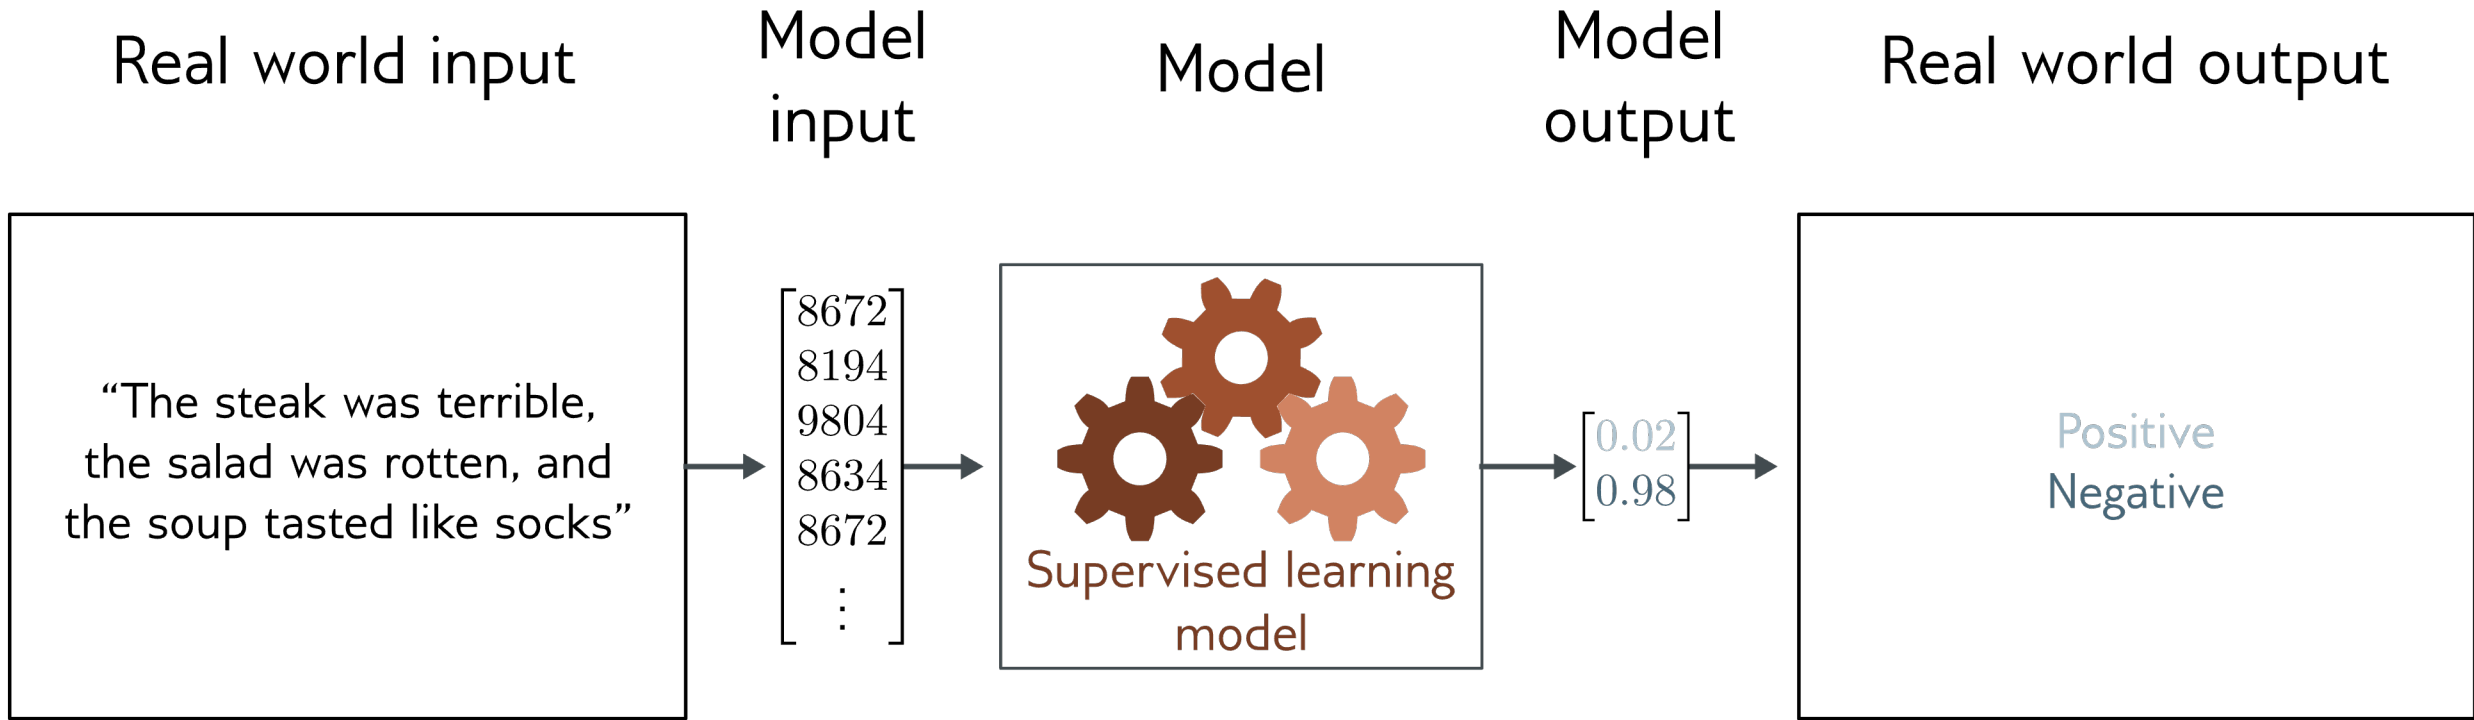 Real world input
Model
input
Model
Model
output
Real world output
“The steak was terrible,
the salad was rotten, and
the soup tasted like socks”
8672
8194
9804
8634
8672
⋮
Supervised learning
model
0.02
0.98
Positive
Negative